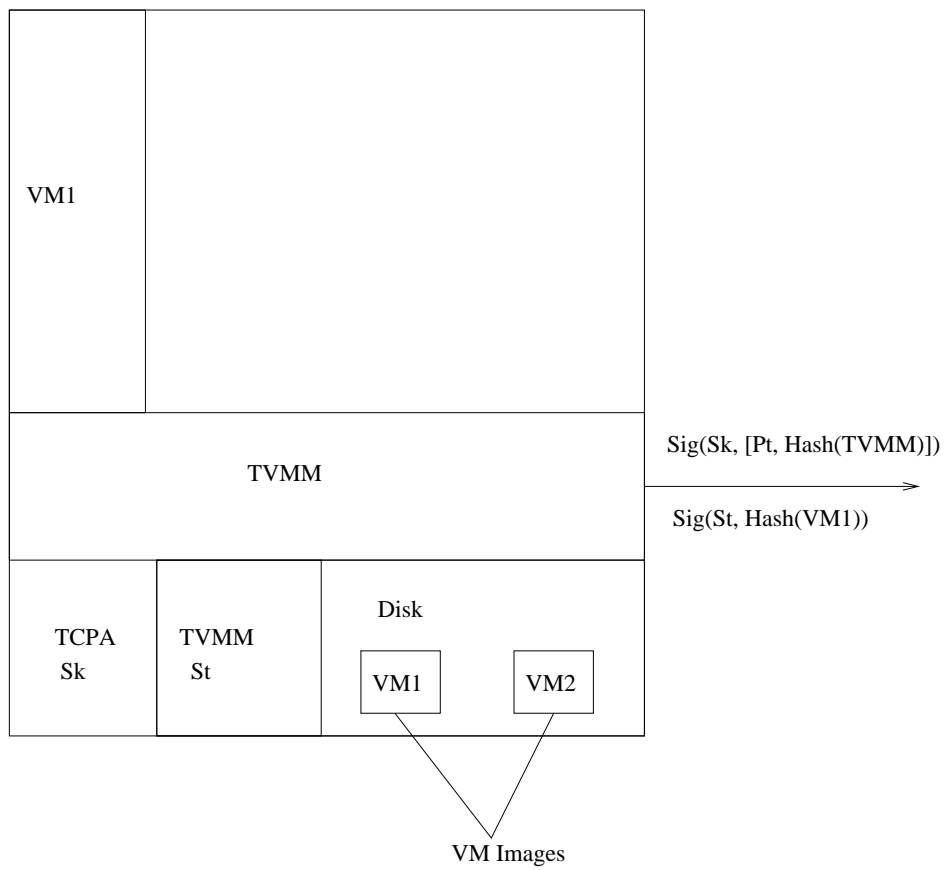 VM1
TVMM
Sig(Sk, [Pt, Hash(TVMM)])
Sig(St, Hash(VM1))
TCPA
Sk
TVMM
St
Disk
VM1
VM2
VM Images